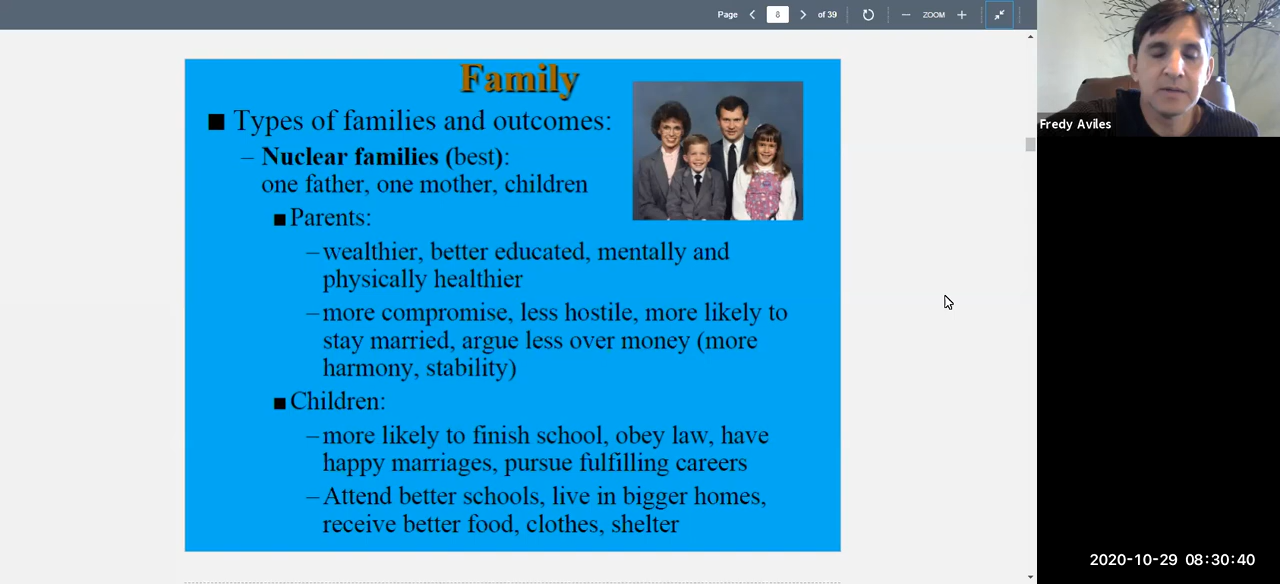 Page 8 of 39 ZOOM
Family
■ Types of families and outcomes:
– Nuclear families (best):
one father, one mother, children
■ Parents:
– wealthier, better educated, mentally and
physically healthier
– more compromise, less hostile, more likely to
stay married, argue less over money (more
harmony, stability)
■ Children:
– more likely to finish school, obey law, have
happy marriages, pursue fulfilling careers
– Attend better schools, live in bigger homes,
receive better food, clothes, shelter
Fredy Aviles
2020-10-29 08:30:40